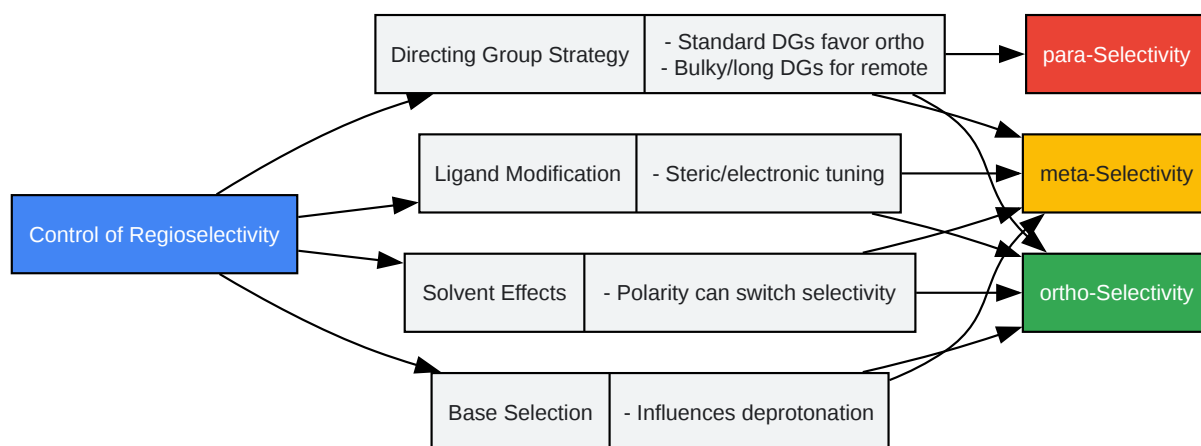 Directing Group Strategy
- Standard DGs favor ortho
- Bulky/long DGs for remote
para-Selectivity
Ligand Modification
- Steric/electronic tuning
meta-Selectivity
Control of Regioselectivity
Solvent Effects
- Polarity can switch selectivity
ortho-Selectivity
Base Selection
- Influences deprotonation